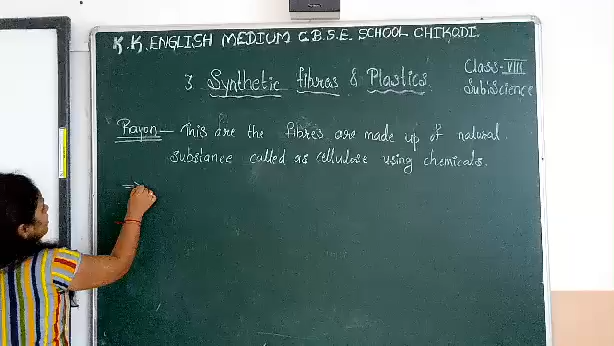 K.K. ENGLISH MEDIUM C.B.S.E. SCHOOL CHIKODI.
Class:-VIII
3. Synthetic fibres & Plastics
Sub:Science
Rayon - This are the fibres are made up of natural
substance called as cellulose using chemicals.